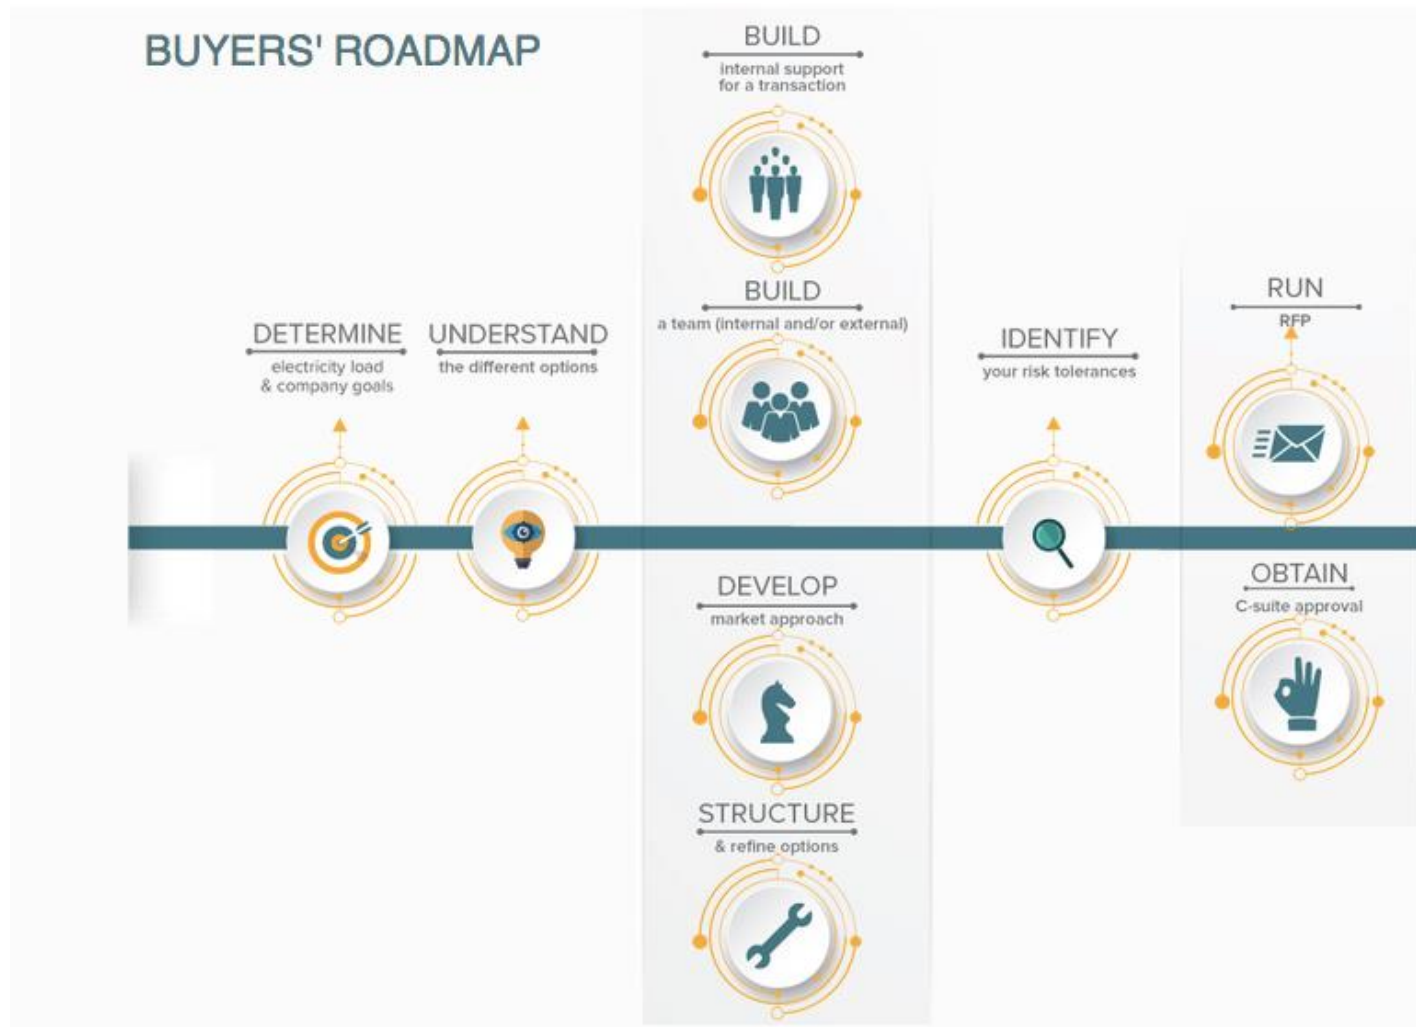 BUYERS' ROADMAP
DETERMINE
electricity load
& company goals
UNDERSTAND
the different options
BUILD
internal support
for a transaction
BUILD
a team (internal and/or external)
DEVELOP
market approach
STRUCTURE
& refine options
IDENTIFY
your risk tolerances
RUN
RFP
OBTAIN
C-suite approval